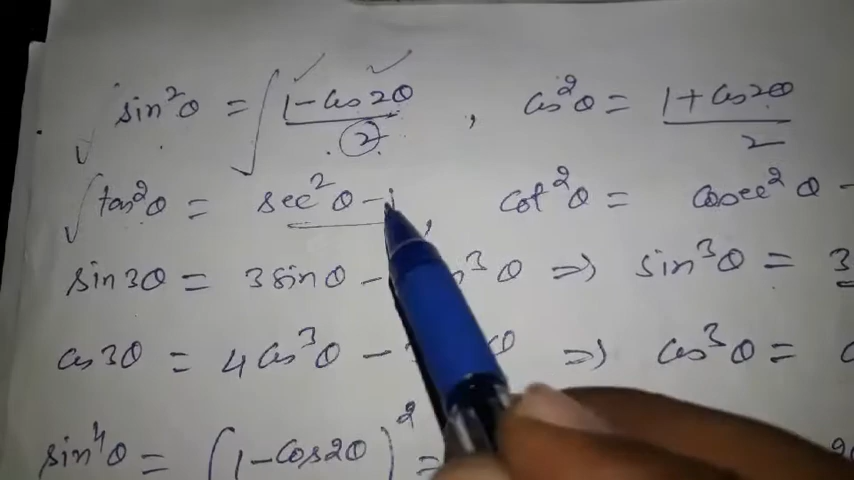 sin²θ = ∫ (1 - cos2θ)/2 , cos²θ = (1 + cos2θ)/2
∫ tan²θ = sec²θ - 1 , cot²θ = cosec²θ -
sin3θ = 3sinθ - n³θ ⇒ sin³θ = 3
cos3θ = 4cos³θ - θ ⇒ cos³θ =
sin⁴θ = (1 - cos2θ)² =